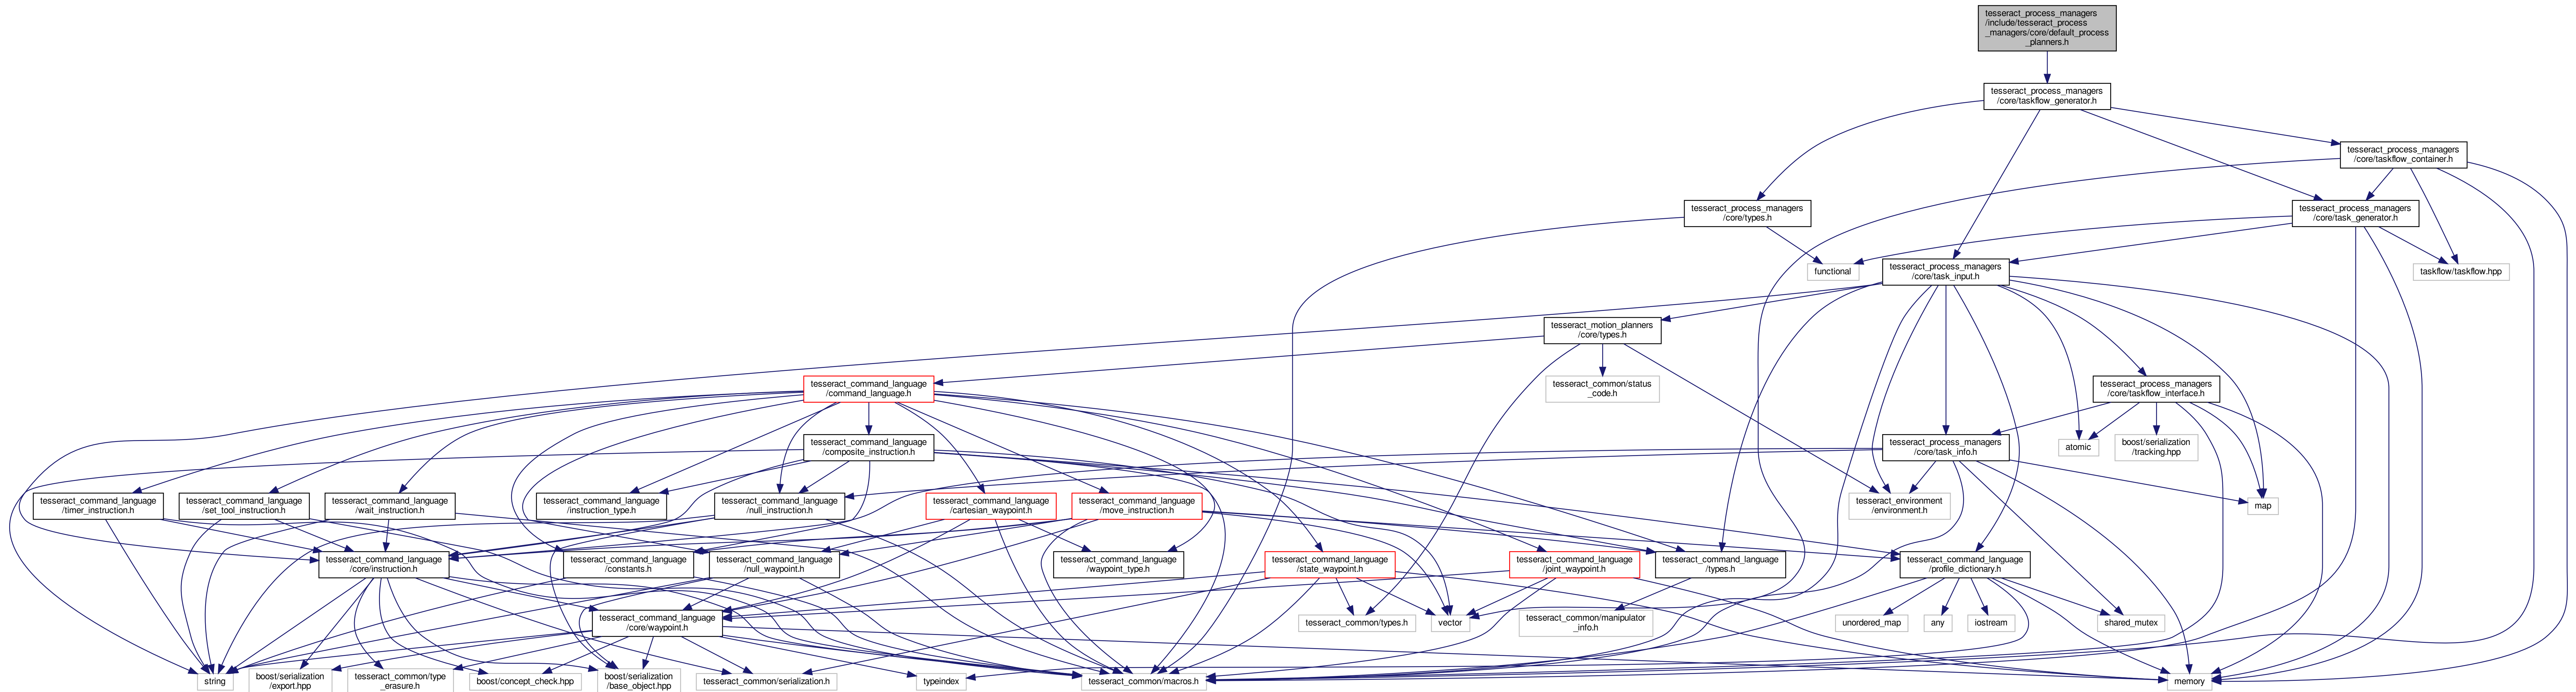 tesseract_process_managers
/include/tesseract_process
_managers/core/default_process
_planners.h
tesseract_process_managers
/core/taskflow_generator.h
tesseract_process_managers
/core/taskflow_container.h
tesseract_process_managers
/core/types.h
tesseract_process_managers
/core/task_generator.h
functional
tesseract_process_managers
/core/task_input.h
taskflow/taskflow.hpp
tesseract_motion_planners
/core/types.h
tesseract_command_language
/command_language.h
tesseract_common/status
_code.h
tesseract_process_managers
/core/taskflow_interface.h
tesseract_command_language
/composite_instruction.h
tesseract_process_managers
/core/task_info.h
atomic
boost/serialization
/tracking.hpp
tesseract_command_language
/timer_instruction.h
tesseract_command_language
/set_tool_instruction.h
tesseract_command_language
/wait_instruction.h
tesseract_command_language
/instruction_type.h
tesseract_command_language
/null_instruction.h
tesseract_command_language
/cartesian_waypoint.h
tesseract_command_language
/move_instruction.h
tesseract_environment
/environment.h
map
tesseract_command_language
/core/instruction.h
tesseract_command_language
/constants.h
tesseract_command_language
/null_waypoint.h
tesseract_command_language
/waypoint_type.h
tesseract_command_language
/state_waypoint.h
tesseract_command_language
/joint_waypoint.h
tesseract_command_language
/types.h
tesseract_command_language
/profile_dictionary.h
tesseract_command_language
/core/waypoint.h
tesseract_common/types.h
vector
tesseract_common/manipulator
_info.h
unordered_map
any
iostream
shared_mutex
string
boost/serialization
/export.hpp
tesseract_common/type
_erasure.h
boost/concept_check.hpp
boost/serialization
/base_object.hpp
tesseract_common/serialization.h
typeindex
tesseract_common/macros.h
memory